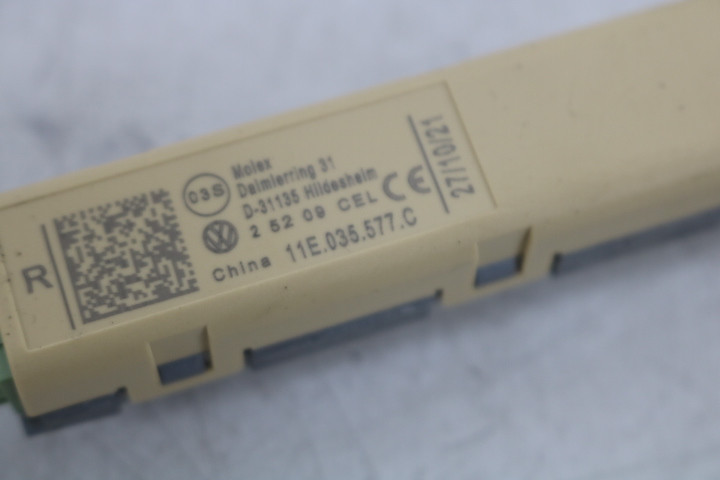 R
03S
Molex
Daimlerring 31
D-31135 Hildesheim
2 52 09 CEL
China 11E.035.577.C
CE
27/10/21